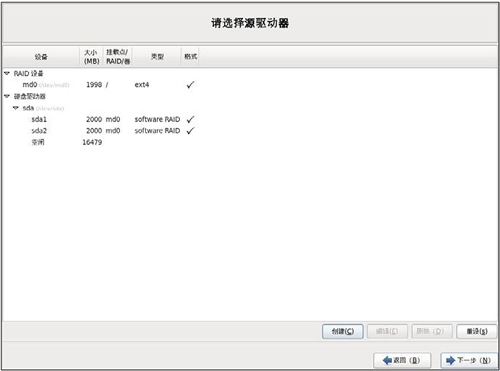 请选择源驱动器
设备 大小(MB) 挂载点/RAID/卷 类型 格式
RAID 设备
md0 (/dev/md0) 1998 / ext4 ✓
硬盘驱动器
sda (/dev/sda)
sda1 2000 md0 software RAID ✓
sda2 2000 md0 software RAID ✓
空闲 16479
创建(C) 编辑(E) 删除(D) 重设(s)
返回(B) 下一步(N)